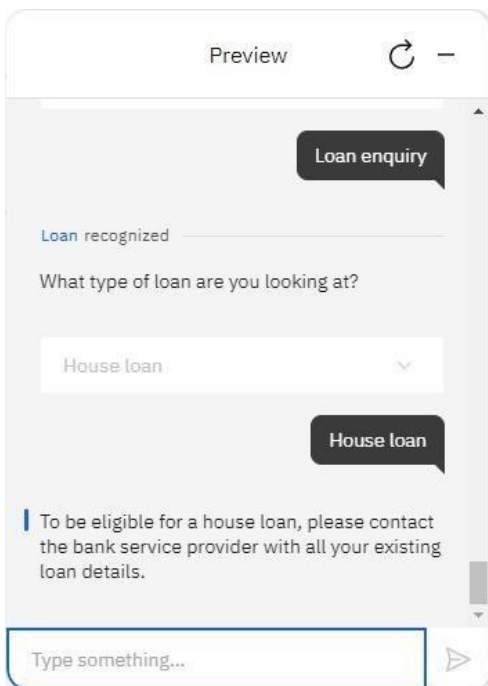 Preview
Loan enquiry
Loan recognized
What type of loan are you looking at?
House loan
House loan
To be eligible for a house loan, please contact
the bank service provider with all your existing
loan details.
Type something...